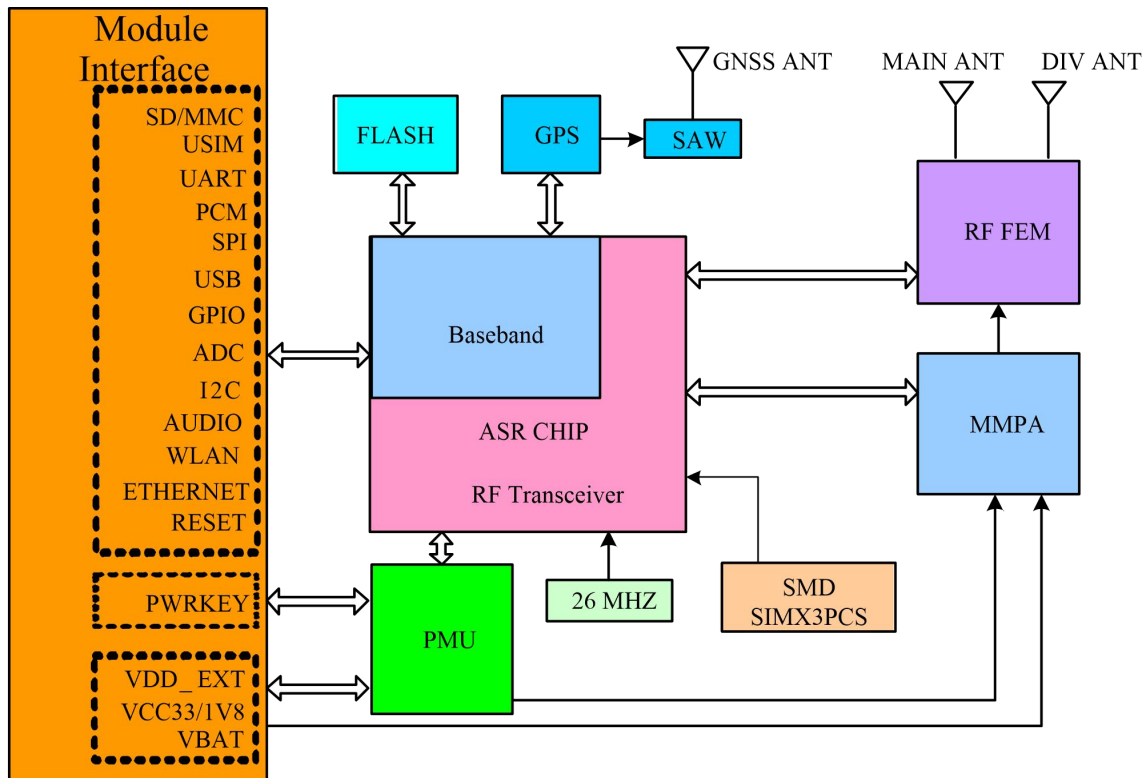 Module
Interface
SD/MMC
USIM
UART
PCM
SPI
USB
GPIO
ADC
I2C
AUDIO
WLAN
ETHERNET
RESET
PWRKEY
VDD_EXT
VCC33/1V8
VBAT
FLASH
GPS
SAW
GNSS ANT
MAIN ANT
DIV ANT
RF FEM
Baseband
ASR CHIP
RF Transceiver
MMPA
PMU
26 MHZ
SMD
SIMX3PCS